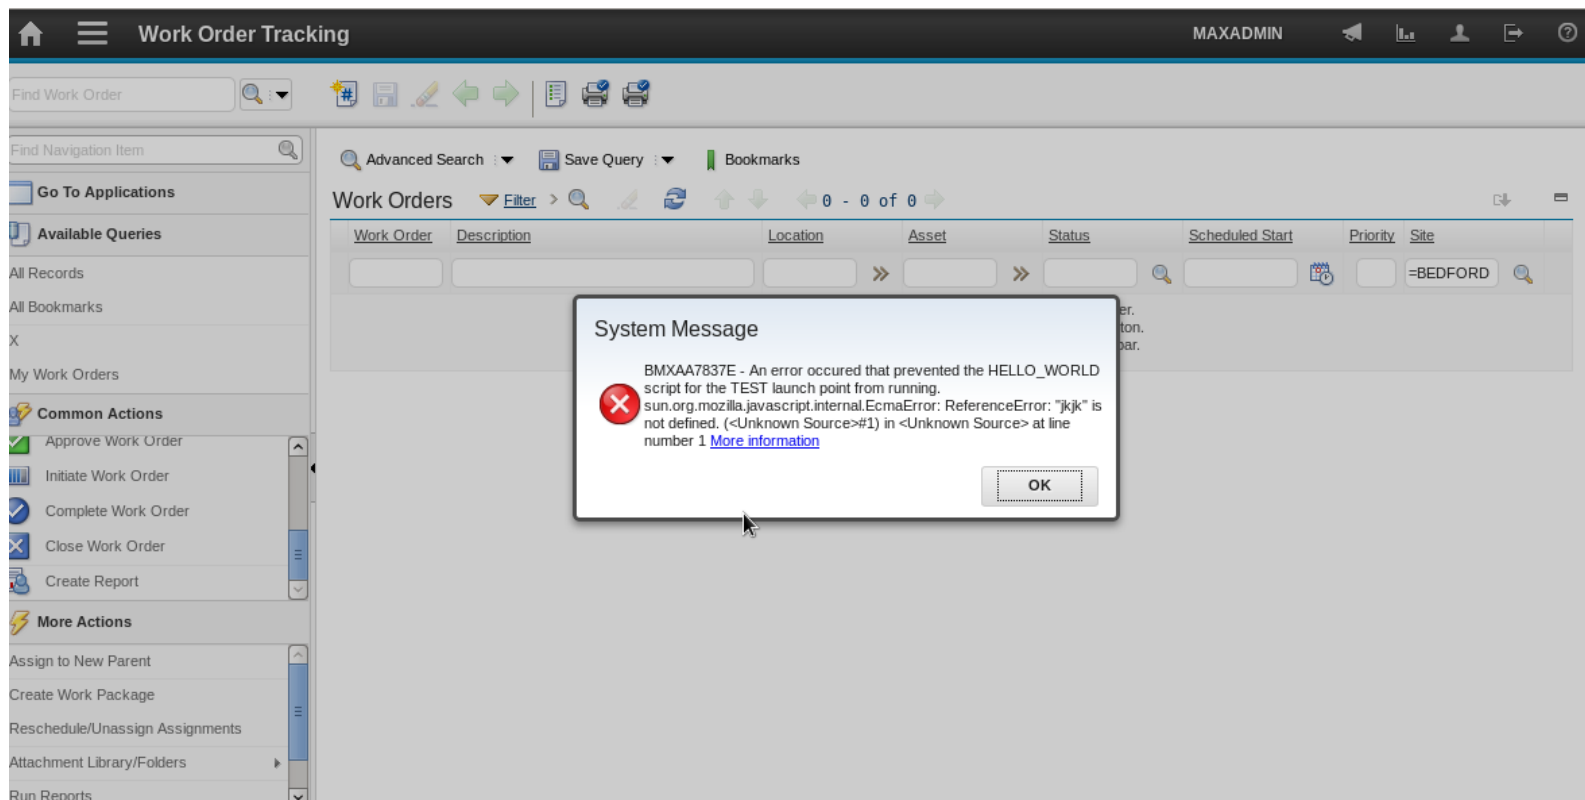 Work Order Tracking
MAXADMIN
Find Work Order
Find Navigation Item
Go To Applications
Available Queries
All Records
All Bookmarks
X
My Work Orders
Common Actions
Approve Work Order
Initiate Work Order
Complete Work Order
Close Work Order
Create Report
More Actions
Assign to New Parent
Create Work Package
Reschedule/Unassign Assignments
Attachment Library/Folders
Run Reports
Advanced Search
Save Query
Bookmarks
Work Orders
Filter
0 - 0 of 0
Work Order
Description
Location
Asset
Status
Scheduled Start
Priority
Site
=BEDFORD
System Message
BMXAA7837E - An error occured that prevented the HELLO_WORLD
script for the TEST launch point from running.
sun.org.mozilla.javascript.internal.EcmaError: ReferenceError: "jkjk" is
not defined. (<Unknown Source>#1) in <Unknown Source> at line
number 1 More information
OK